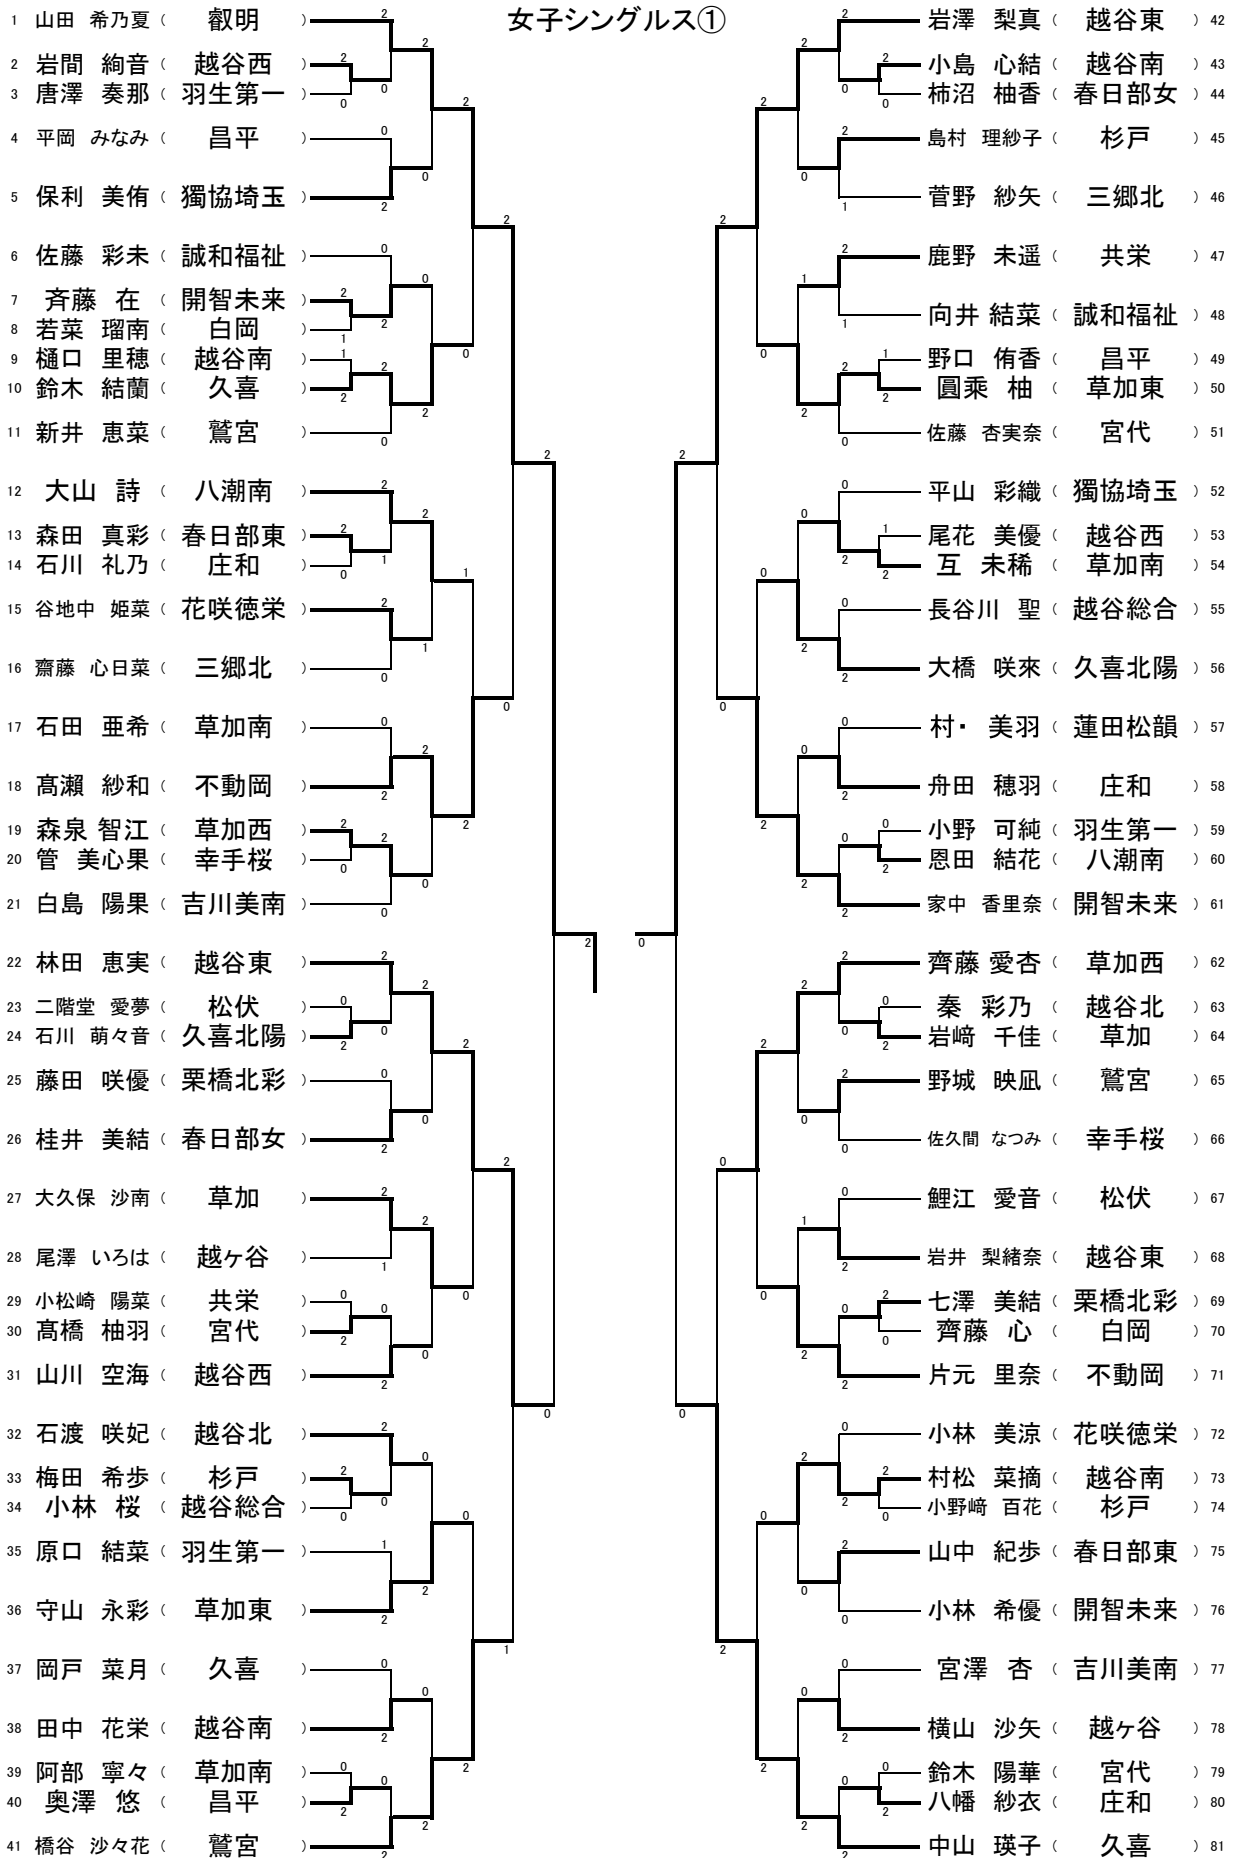 女子シングルス①
1 山田 希乃夏 ( 叡明 )
2 岩間 絢音 ( 越谷西 )
3 唐澤 奏那 ( 羽生第一 )
4 平岡 みなみ ( 昌平 )
5 保利 美侑 ( 獨協埼玉 )
6 佐藤 彩未 ( 誠和福祉 )
7 斉藤 在 ( 開智未来 )
8 若菜 瑠南 ( 白岡 )
9 樋口 里穂 ( 越谷南 )
10 鈴木 結蘭 ( 久喜 )
11 新井 恵菜 ( 鷲宮 )
12 大山 詩 ( 八潮南 )
13 森田 真彩 ( 春日部東 )
14 石川 礼乃 ( 庄和 )
15 谷地中 姫菜 ( 花咲徳栄 )
16 齋藤 心日菜 ( 三郷北 )
17 石田 亜希 ( 草加南 )
18 髙瀨 紗和 ( 不動岡 )
19 森泉 智江 ( 草加西 )
20 管 美心果 ( 幸手桜 )
21 白島 陽果 ( 吉川美南 )
22 林田 恵実 ( 越谷東 )
23 二階堂 愛夢 ( 松伏 )
24 石川 萌々音 ( 久喜北陽 )
25 藤田 咲優 ( 栗橋北彩 )
26 桂井 美結 ( 春日部女 )
27 大久保 沙南 ( 草加 )
28 尾澤 いろは ( 越ヶ谷 )
29 小松崎 陽菜 ( 共栄 )
30 髙橋 柚羽 ( 宮代 )
31 山川 空海 ( 越谷西 )
32 石渡 咲妃 ( 越谷北 )
33 梅田 希歩 ( 杉戸 )
34 小林 桜 ( 越谷総合 )
35 原口 結菜 ( 羽生第一 )
36 守山 永彩 ( 草加東 )
37 岡戸 菜月 ( 久喜 )
38 田中 花栄 ( 越谷南 )
39 阿部 寧々 ( 草加南 )
40 奥澤 悠 ( 昌平 )
41 橋谷 沙々花 ( 鷲宮 )
岩澤 梨真 ( 越谷東 ) 42
小島 心結 ( 越谷南 ) 43
柿沼 柚香 ( 春日部女 ) 44
島村 理紗子 ( 杉戸 ) 45
菅野 紗矢 ( 三郷北 ) 46
鹿野 未遥 ( 共栄 ) 47
向井 結菜 ( 誠和福祉 ) 48
野口 侑香 ( 昌平 ) 49
圓乘 柚 ( 草加東 ) 50
佐藤 杏実奈 ( 宮代 ) 51
平山 彩織 ( 獨協埼玉 ) 52
尾花 美優 ( 越谷西 ) 53
互 未稀 ( 草加南 ) 54
長谷川 聖 ( 越谷総合 ) 55
大橋 咲來 ( 久喜北陽 ) 56
村・ 美羽 ( 蓮田松韻 ) 57
舟田 穂羽 ( 庄和 ) 58
小野 可純 ( 羽生第一 ) 59
恩田 結花 ( 八潮南 ) 60
家中 香里奈 ( 開智未来 ) 61
齊藤 愛杏 ( 草加西 ) 62
秦 彩乃 ( 越谷北 ) 63
岩﨑 千佳 ( 草加 ) 64
野城 映凪 ( 鷲宮 ) 65
佐久間 なつみ ( 幸手桜 ) 66
鯉江 愛音 ( 松伏 ) 67
岩井 梨緒奈 ( 越谷東 ) 68
七澤 美結 ( 栗橋北彩 ) 69
齊藤 心 ( 白岡 ) 70
片元 里奈 ( 不動岡 ) 71
小林 美涼 ( 花咲徳栄 ) 72
村松 菜摘 ( 越谷南 ) 73
小野﨑 百花 ( 杉戸 ) 74
山中 紀歩 ( 春日部東 ) 75
小林 希優 ( 開智未来 ) 76
宮澤 杏 ( 吉川美南 ) 77
横山 沙矢 ( 越ヶ谷 ) 78
鈴木 陽華 ( 宮代 ) 79
八幡 紗衣 ( 庄和 ) 80
中山 瑛子 ( 久喜 ) 81